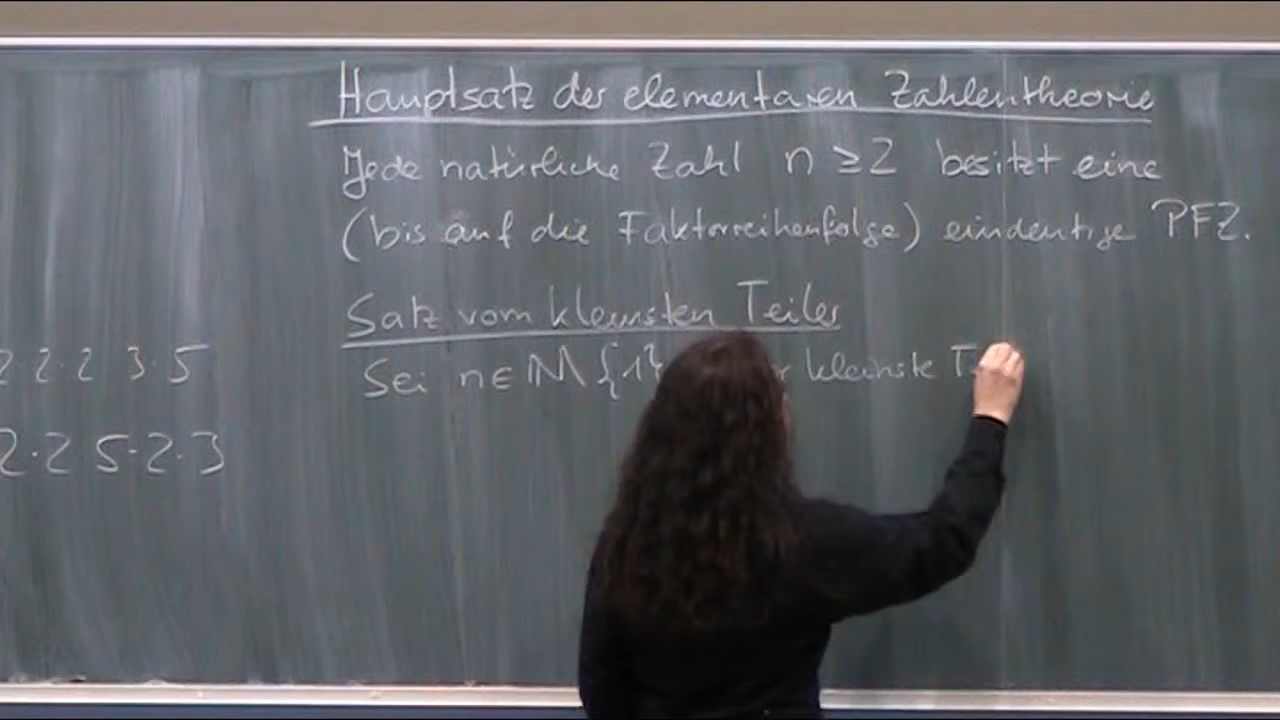 Hauptsatz der elementaren Zahlentheorie
Jede natürliche Zahl n ≥ 2 besitzt eine
(bis auf die Faktorreihenfolge) eindeutige PFZ.
Satz vom kleinsten Teiler
Sei n ∈ ℕ \ {1} kleinste
2 2·2 3·5
2·2 5·2·3